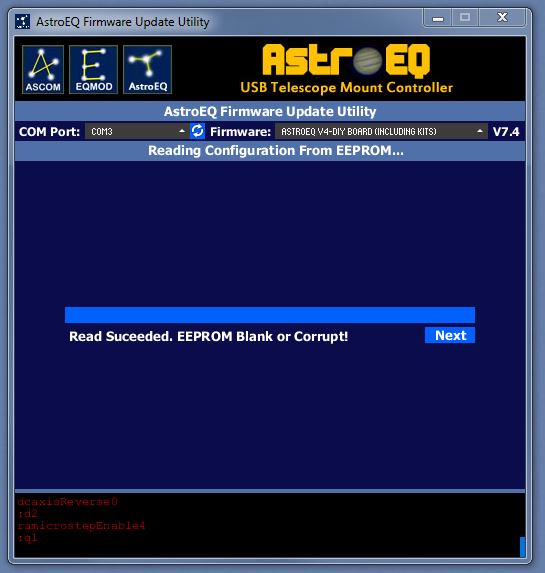 AstroEQ Firmware Update Utility
ASCOM
EQMOD
AstroEQ
Astr EQ
USB Telescope Mount Controller
AstroEQ Firmware Update Utility
COM Port: COM3 Firmware: ASTROEQ V4-DIY BOARD (INCLUDING KITS) V7.4
Reading Configuration From EEPROM...
Read Suceeded. EEPROM Blank or Corrupt!
Next
dcaxisReverse0
:d2
ramicrostepEnable4
:q1